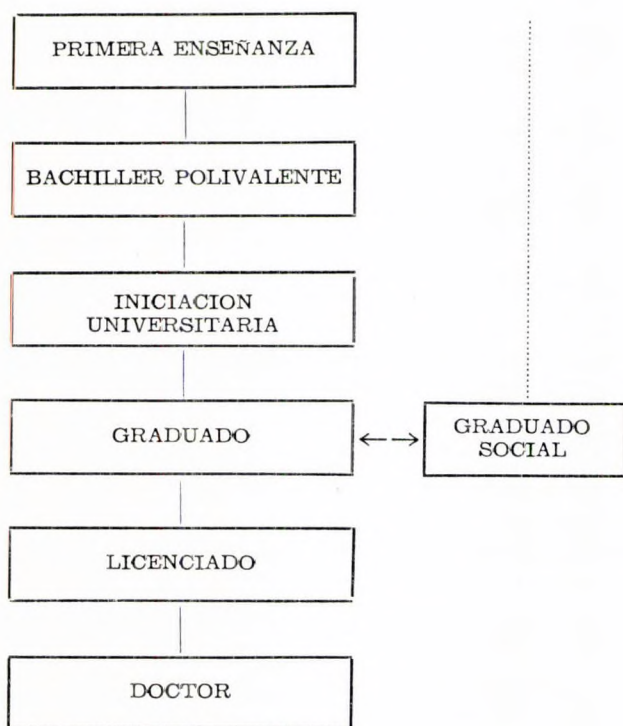 PRIMERA ENSEÑANZA
BACHILLER POLIVALENTE
INICIACION
UNIVERSITARIA
GRADUADO
GRADUADO
SOCIAL
LICENCIADO
DOCTOR